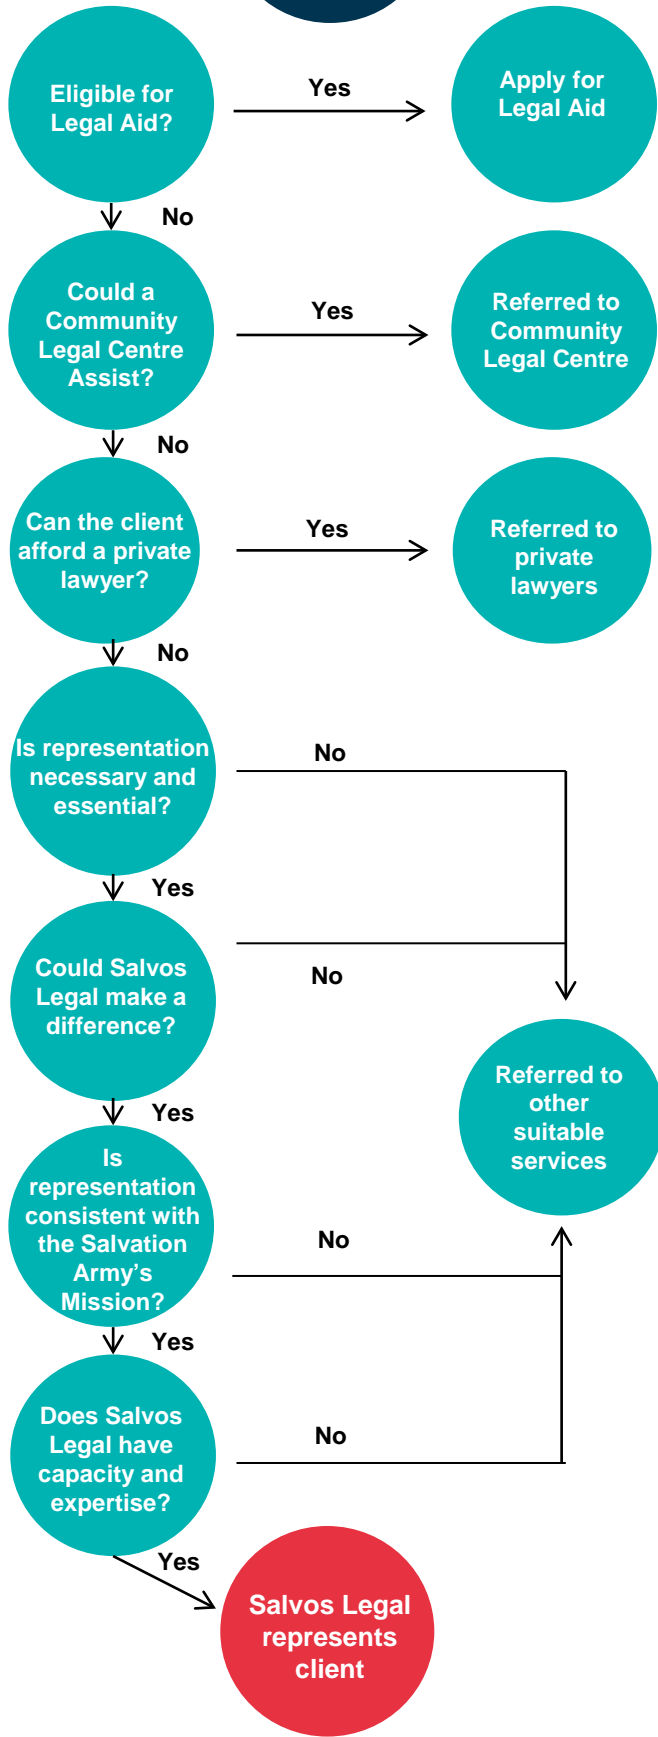 Eligible for
Legal Aid?
Yes
Apply for
Legal Aid
No
Could a
Community
Legal Centre
Assist?
Yes
Referred to
Community
Legal Centre
No
Can the client
afford a private
lawyer?
Yes
Referred to
private
lawyers
No
Is representation
necessary and
essential?
No
Yes
Could Salvos
Legal make a
difference?
No
Referred to
other
suitable
services
Yes
Is
representation
consistent with
the Salvation
Army’s
Mission?
No
Yes
Does Salvos
Legal have
capacity and
expertise?
No
Yes
Salvos Legal
represents
client